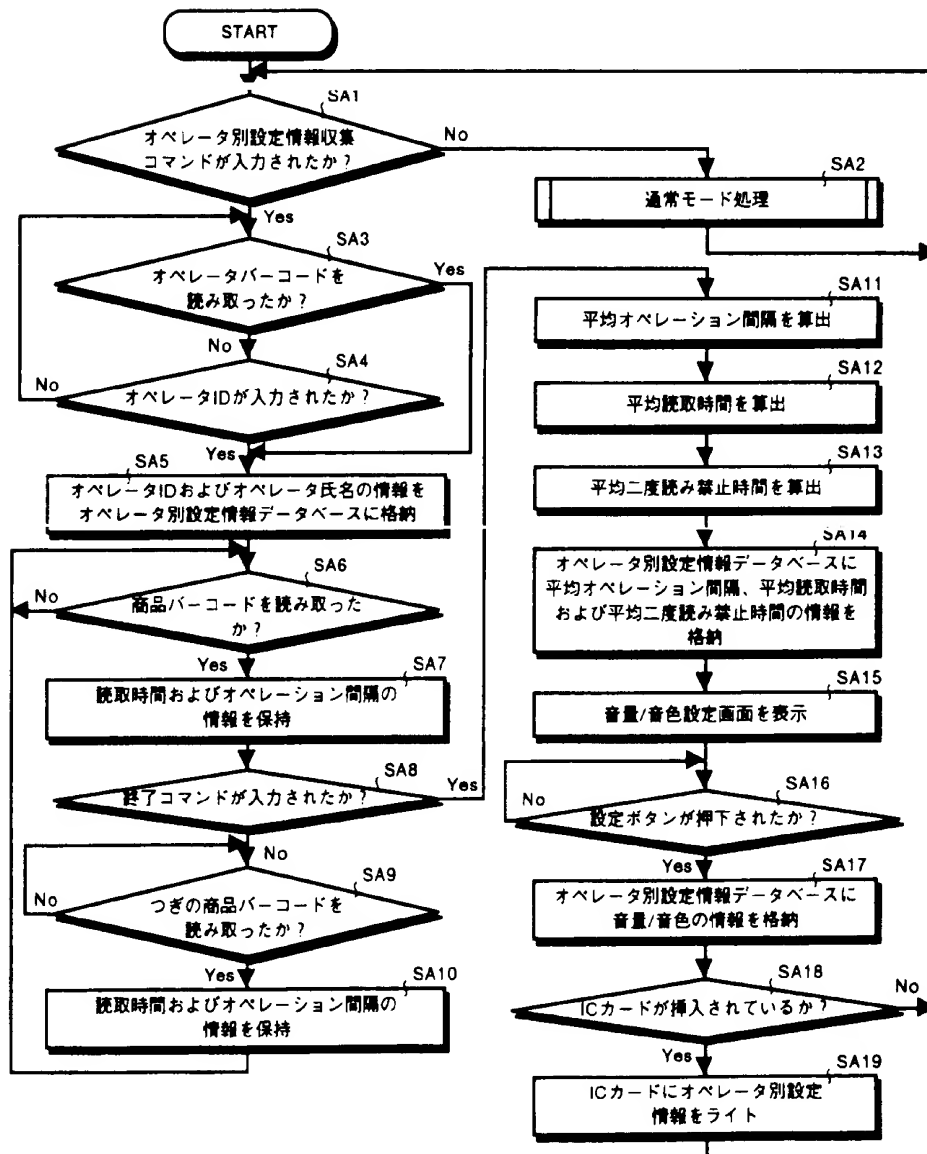 START
SA1
オペレータ別設定情報収集
コマンドが入力されたか？
No
Yes
SA2
通常モード処理
SA3
オペレータバーコードを
読み取ったか？
Yes
No
SA4
オペレータIDが入力されたか？
No
Yes
SA5
オペレータIDおよびオペレータ氏名の情報を
オペレータ別設定情報データベースに格納
SA6
商品バーコードを読み取った
か？
No
Yes
SA7
読取時間およびオペレーション間隔の
情報を保持
SA8
終了コマンドが入力されたか？
Yes
No
SA9
つぎの商品バーコードを
読み取ったか？
No
Yes
SA10
読取時間およびオペレーション間隔の
情報を保持
SA11
平均オペレーション間隔を算出
SA12
平均読取時間を算出
SA13
平均二度読み禁止時間を算出
SA14
オペレータ別設定情報データベースに
平均オペレーション間隔、平均読取時間
および平均二度読み禁止時間の情報を
格納
SA15
音量/音色設定画面を表示
SA16
設定ボタンが押下されたか？
No
Yes
SA17
オペレータ別設定情報データベースに
音量/音色の情報を格納
SA18
ICカードが挿入されているか？
No
Yes
SA19
ICカードにオペレータ別設定
情報をライト